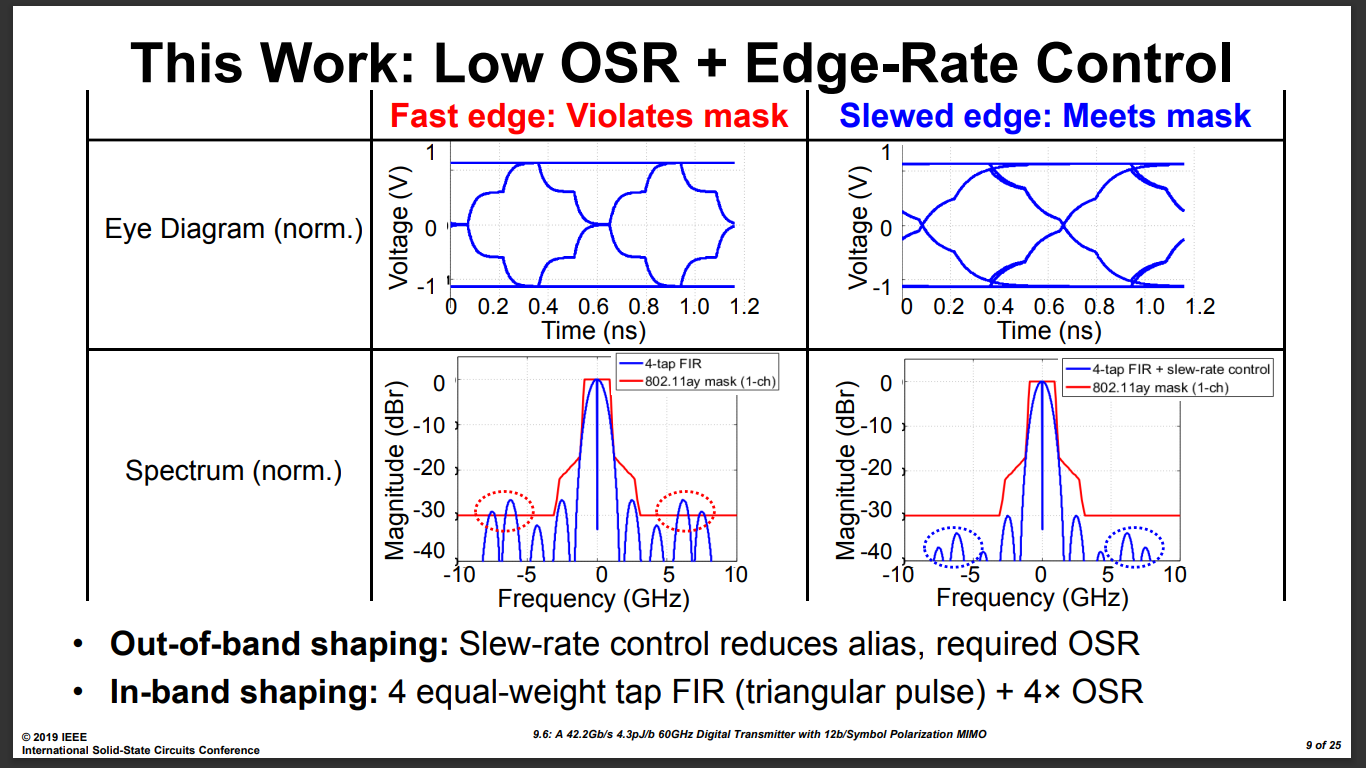 This Work: Low OSR + Edge-Rate Control
Fast edge: Violates mask
Slewed edge: Meets mask
Eye Diagram (norm.)
Voltage (V)
1
0
-1
0
0.2
0.4
0.6
0.8
1.0
1.2
Time (ns)
Voltage (V)
1
0
-1
0
0.2
0.4
0.6
0.8
1.0
1.2
Time (ns)
Spectrum (norm.)
Magnitude (dBr)
0
-10
-20
-30
-40
-10
-5
0
5
10
Frequency (GHz)
4-tap FIR
802.11ay mask (1-ch)
Magnitude (dBr)
0
-10
-20
-30
-40
-10
-5
0
5
10
Frequency (GHz)
4-tap FIR + slew-rate control
802.11ay mask (1-ch)
• Out-of-band shaping: Slew-rate control reduces alias, required OSR
• In-band shaping: 4 equal-weight tap FIR (triangular pulse) + 4× OSR
© 2019 IEEE
International Solid-State Circuits Conference
9.6: A 42.2Gb/s 4.3pJ/b 60GHz Digital Transmitter with 12b/Symbol Polarization MIMO
9 of 25